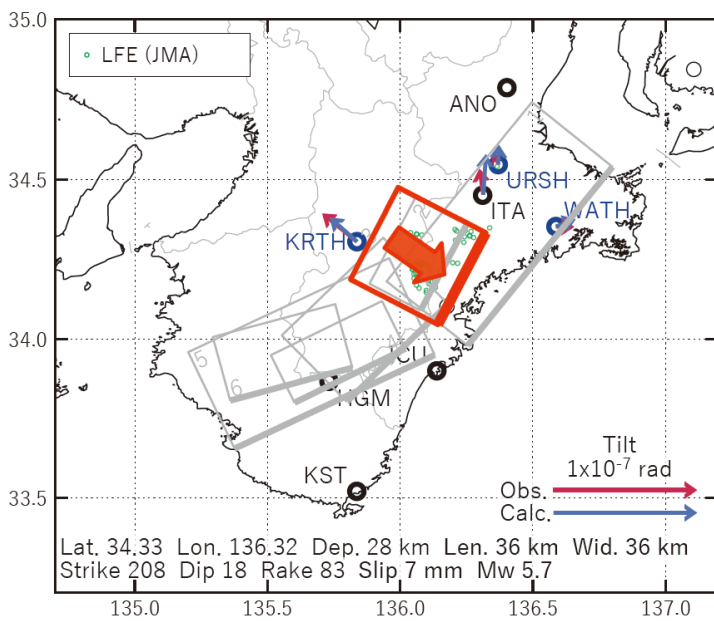 35.0
LFE (JMA)
ANO
34.5
URSH
ITA
WATH
KRTH
2
34.0
ICU
5
4
6
HGM
Tilt
1x10⁻⁷ rad
KST
33.5
Obs.
Calc.
Lat. 34.33 Lon. 136.32 Dep. 28 km Len. 36 km Wid. 36 km
Strike 208 Dip 18 Rake 83 Slip 7 mm Mw 5.7
135.0 135.5 136.0 136.5 137.0